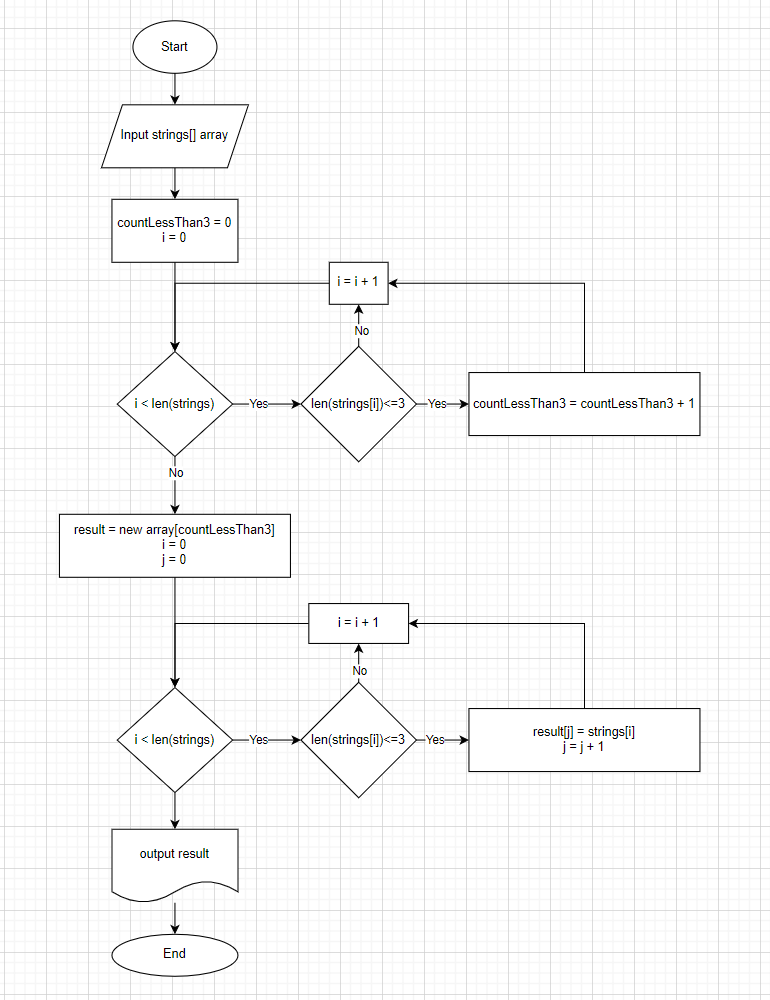 Start
Input strings[] array
countLessThan3 = 0
i = 0
i = i + 1
No
i < len(strings)
Yes
len(strings[i])<=3
Yes
countLessThan3 = countLessThan3 + 1
No
result = new array[countLessThan3]
i = 0
j = 0
i = i + 1
No
i < len(strings)
Yes
len(strings[i])<=3
Yes
result[j] = strings[i]
j = j + 1
output result
End